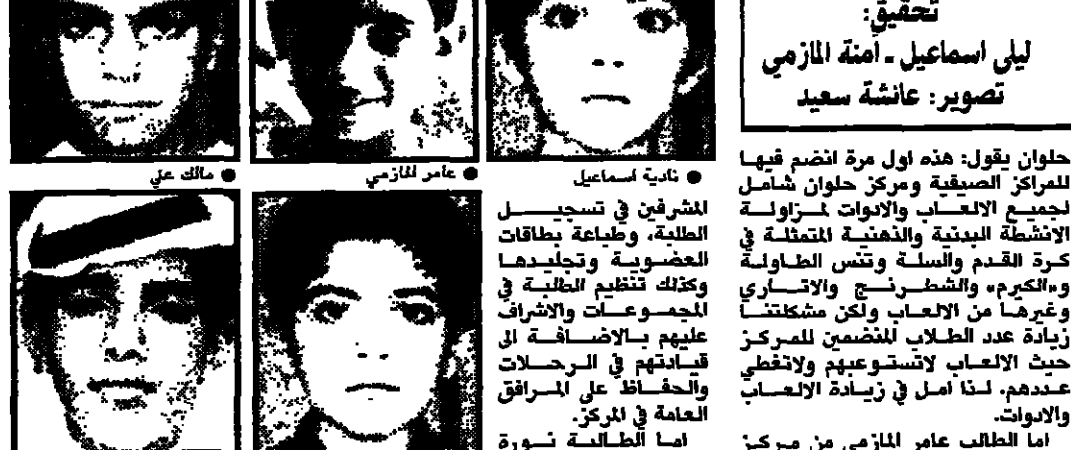 تحقيق:
ليلى اسماعيل ـ آمنة المازمي
تصوير: عائشة سعيد
حلوان يقول: هذه اول مرة انضم فيها
للمراكز الصيفية ومركز حلوان شامل
لجميع الالعاب والادوات لمزاولة
الانشطة البدنية والذهنية المتمثلة في
كرة القدم والسلة وتنس الطاولة
و«الكيرم» والشطرنج والاتاري
وغيرها من الالعاب ولكن مشكلتنا
زيادة عدد الطلاب المنضمين للمركز
حيث الالعاب لاتستوعبهم ولاتغطي
عددهم، لذا امل في زيادة الالعاب
والادوات.
اما الطالب عامر المازمي من مركز
● نادية اسماعيل
● عامر المازمي
● مالك علي
المشرفين في تسجيل
الطلبة، وطباعة بطاقات
العضوية وتجليدها
وكذلك تنظيم الطلبة في
المجموعات والاشراف
عليهم بالاضافة الى
قيادتهم في الرحلات
والحفاظ على المرافق
العامة في المركز.
اما الطالبة نورة